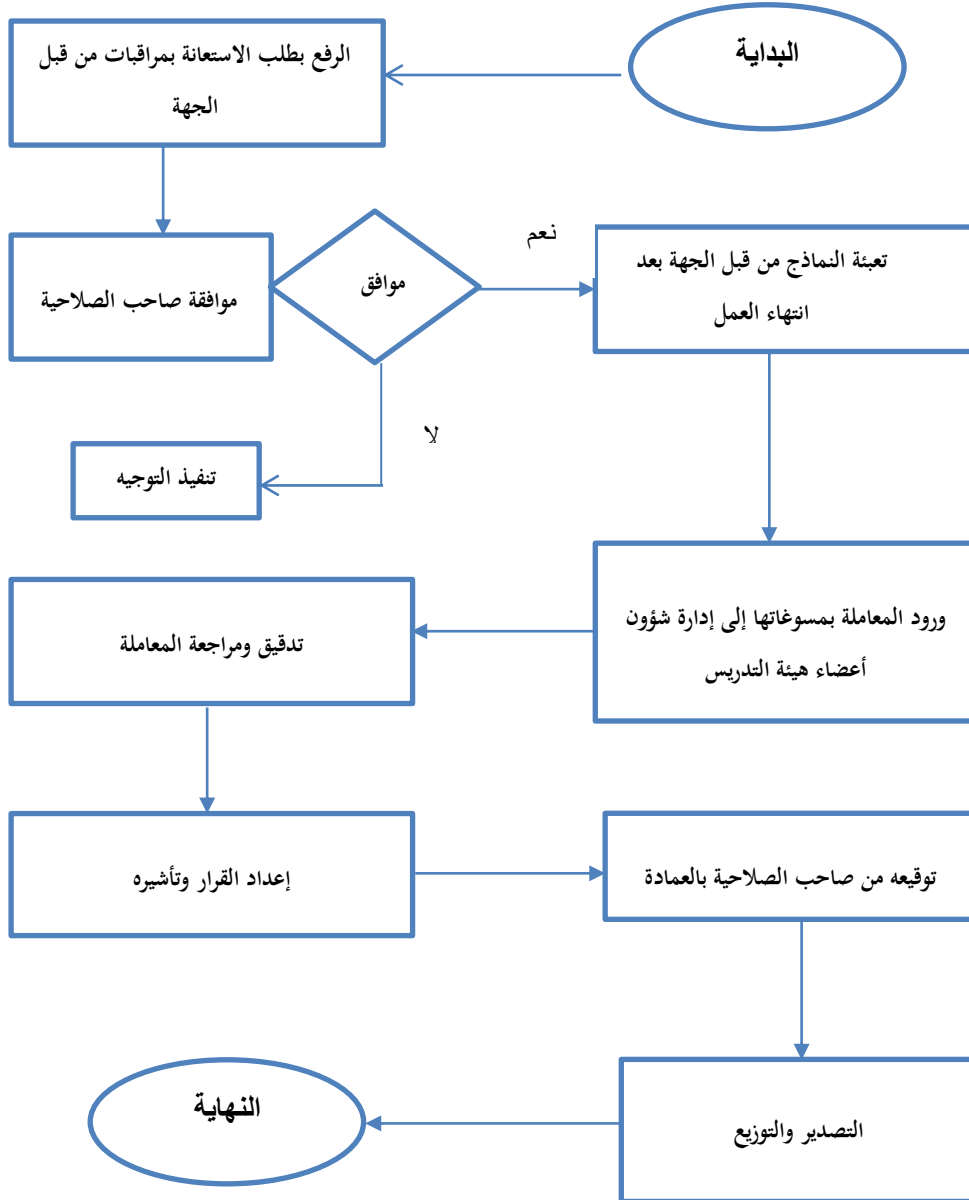 البداية
الرفع بطلب الاستعانة بمراقبات من قبل
الجهة
موافقة صاحب الصلاحية
موافق
نعم
تعبئة النماذج من قبل الجهة بعد
انتهاء العمل
لا
تنفيذ التوجيه
ورود المعاملة بمسوغاتها إلى إدارة شؤون
أعضاء هيئة التدريس
تدقيق ومراجعة المعاملة
إعداد القرار وتأشيره
توقيعه من صاحب الصلاحية بالعمادة
التصدير والتوزيع
النهاية